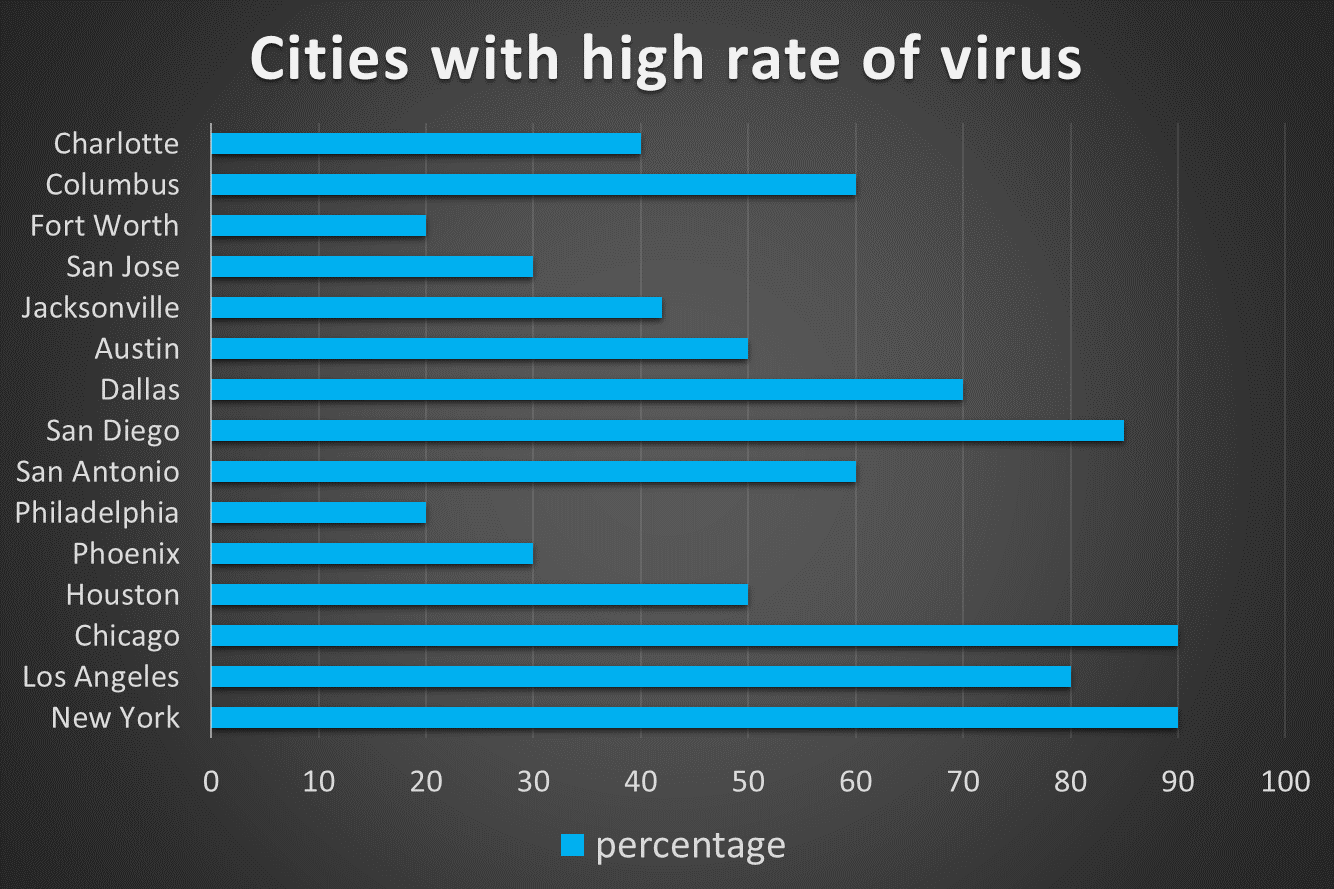 Cities with high rate of virus
Charlotte
Columbus
Fort Worth
San Jose
Jacksonville
Austin
Dallas
San Diego
San Antonio
Philadelphia
Phoenix
Houston
Chicago
Los Angeles
New York
0 10 20 30 40 50 60 70 80 90 100
percentage